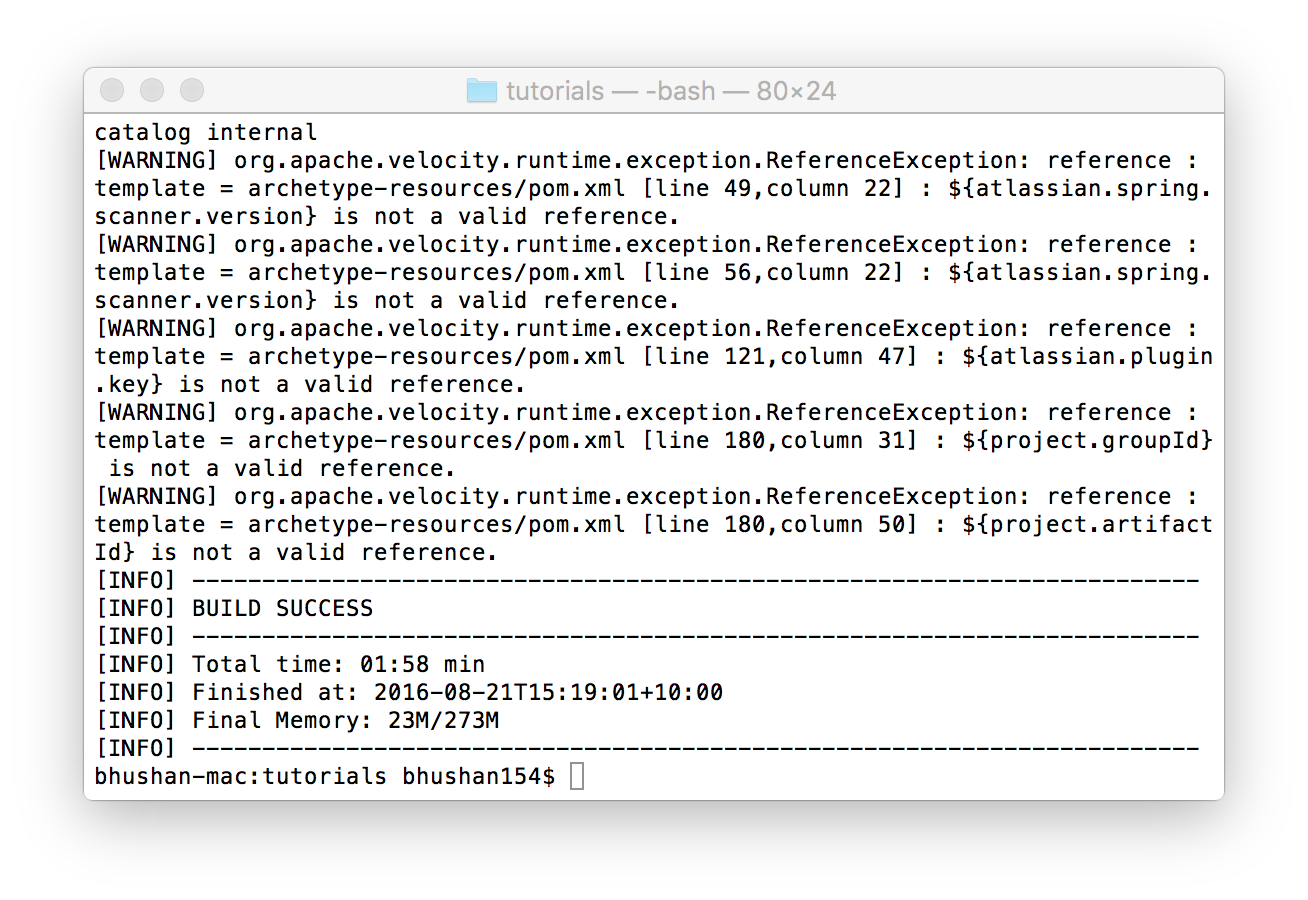 tutorials — -bash — 80×24
catalog internal
[WARNING] org.apache.velocity.runtime.exception.ReferenceException: reference :
template = archetype-resources/pom.xml [line 49,column 22] : ${atlassian.spring.
scanner.version} is not a valid reference.
[WARNING] org.apache.velocity.runtime.exception.ReferenceException: reference :
template = archetype-resources/pom.xml [line 56,column 22] : ${atlassian.spring.
scanner.version} is not a valid reference.
[WARNING] org.apache.velocity.runtime.exception.ReferenceException: reference :
template = archetype-resources/pom.xml [line 121,column 47] : ${atlassian.plugin
.key} is not a valid reference.
[WARNING] org.apache.velocity.runtime.exception.ReferenceException: reference :
template = archetype-resources/pom.xml [line 180,column 31] : ${project.groupId}
 is not a valid reference.
[WARNING] org.apache.velocity.runtime.exception.ReferenceException: reference :
template = archetype-resources/pom.xml [line 180,column 50] : ${project.artifact
Id} is not a valid reference.
[INFO] ------------------------------------------------------------------------
[INFO] BUILD SUCCESS
[INFO] ------------------------------------------------------------------------
[INFO] Total time: 01:58 min
[INFO] Finished at: 2016-08-21T15:19:01+10:00
[INFO] Final Memory: 23M/273M
[INFO] ------------------------------------------------------------------------
bhushan-mac:tutorials bhushan154$